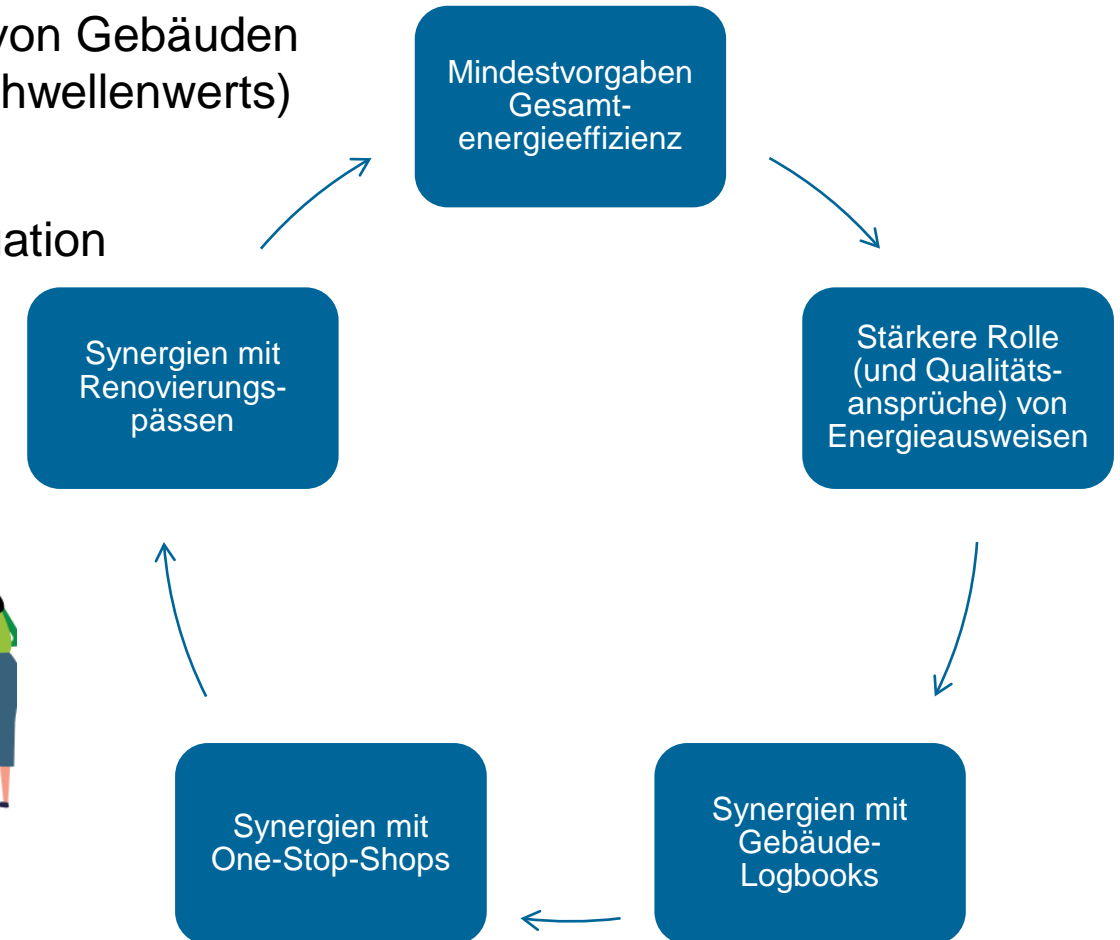 von Gebäuden
hwellenwerts)
ation
Mindestvorgaben
Gesamt-
energieeffizienz
Stärkere Rolle
(und Qualitäts-
ansprüche) von
Energieausweisen
Synergien mit
Gebäude-
Logbooks
Synergien mit
One-Stop-Shops
Synergien mit
Renovierungs-
pässen